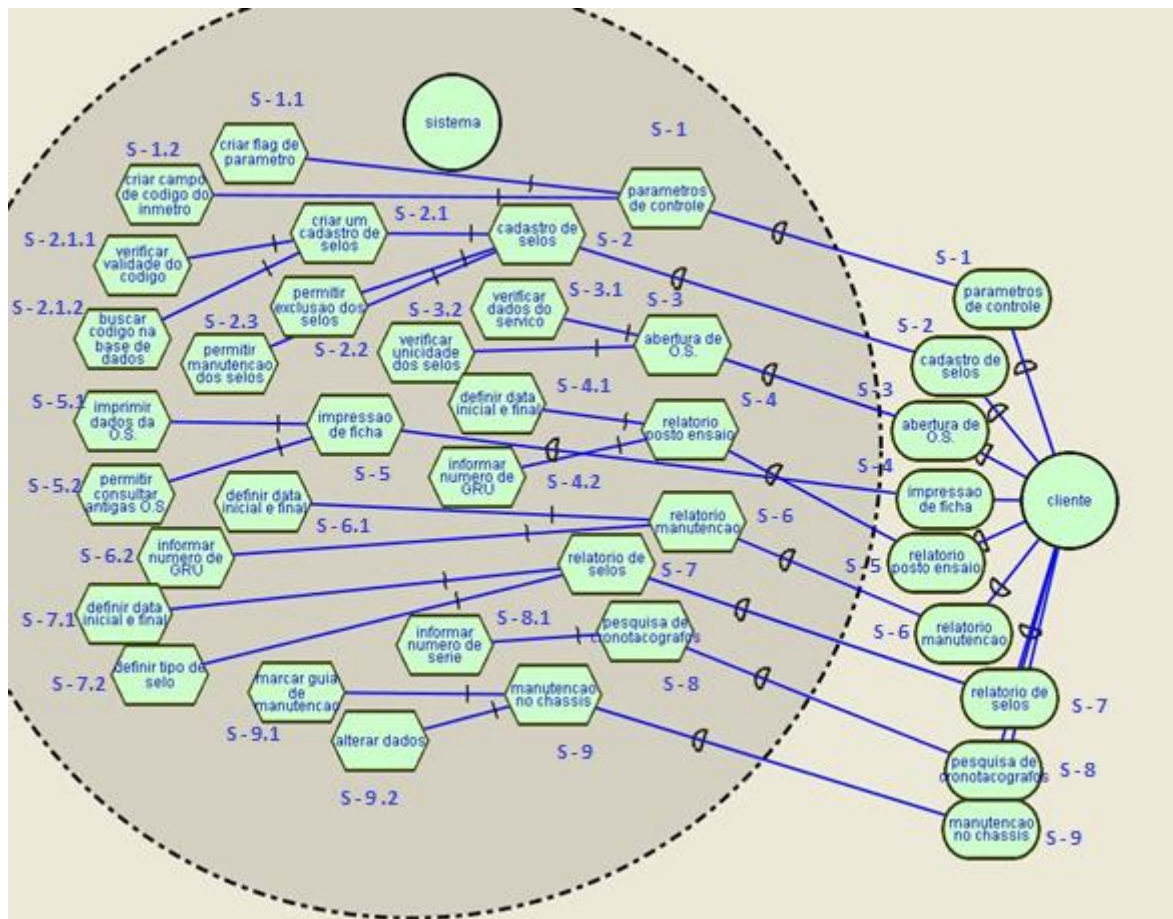 S - 1.1
sistema
criar flag de
parametro
S - 1
S - 1.2
criar campo
de codigo do
inmetro
parametros
de controle
S - 2.1.1
verificar
validade do
codigo
criar um
cadastro de
selos
S - 2.1
cadastro de
selos
S - 2
S - 1
parametros
de controle
S - 2.1.2
buscar
codigo na
base de
dados
permitir
exclusao dos
selos
S - 2.3
S - 2.2
permitir
manutencao
dos selos
S - 3.2
verificar
dados do
servico
S - 3.1
S - 3
verificar
unicidade
dos selos
abertura de
O.S.
S - 2
cadastro de
selos
S - 5.1
imprimir
dados da
O.S.
impressao
de ficha
S - 5
definir data
inicial e final
S - 4.1
relatorio
posto ensaio
S - 4
S - 3
abertura de
O.S.
S - 5.2
permitir
consultar
antigas O.S.
informar
numero de
GRU
S - 4.2
S - 4
impressao
de ficha
cliente
definir data
inicial e final
S - 6.1
relatorio
manutencao
S - 6
S - 6.2
informar
numero de
GRU
relatorio
de selos
S - 7
S - 5
relatorio
posto ensaio
S - 7.1
definir data
inicial e final
informar
numero de
serie
S - 8.1
pesquisa de
cronotacografos
S - 8
S - 6
relatorio
manutencao
S - 7.2
definir tipo de
selo
marcar guia
de
manutencao
S - 9.1
manutencao
no chassis
S - 9
relatorio de
selos
S - 7
alterar dados
S - 9.2
pesquisa de
cronotacografos
S - 8
manutencao
no chassis
S - 9